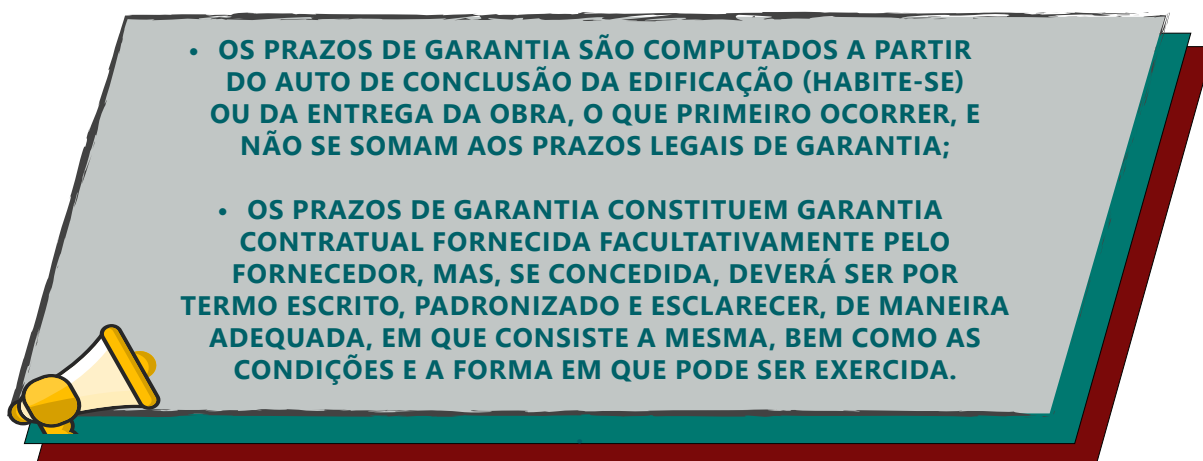 • OS PRAZOS DE GARANTIA SÃO COMPUTADOS A PARTIR
DO AUTO DE CONCLUSÃO DA EDIFICAÇÃO (HABITE-SE)
OU DA ENTREGA DA OBRA, O QUE PRIMEIRO OCORRER, E
NÃO SE SOMAM AOS PRAZOS LEGAIS DE GARANTIA;
• OS PRAZOS DE GARANTIA CONSTITUEM GARANTIA
CONTRATUAL FORNECIDA FACULTATIVAMENTE PELO
FORNECEDOR, MAS, SE CONCEDIDA, DEVERÁ SER POR
TERMO ESCRITO, PADRONIZADO E ESCLARECER, DE MANEIRA
ADEQUADA, EM QUE CONSISTE A MESMA, BEM COMO AS
CONDIÇÕES E A FORMA EM QUE PODE SER EXERCIDA.